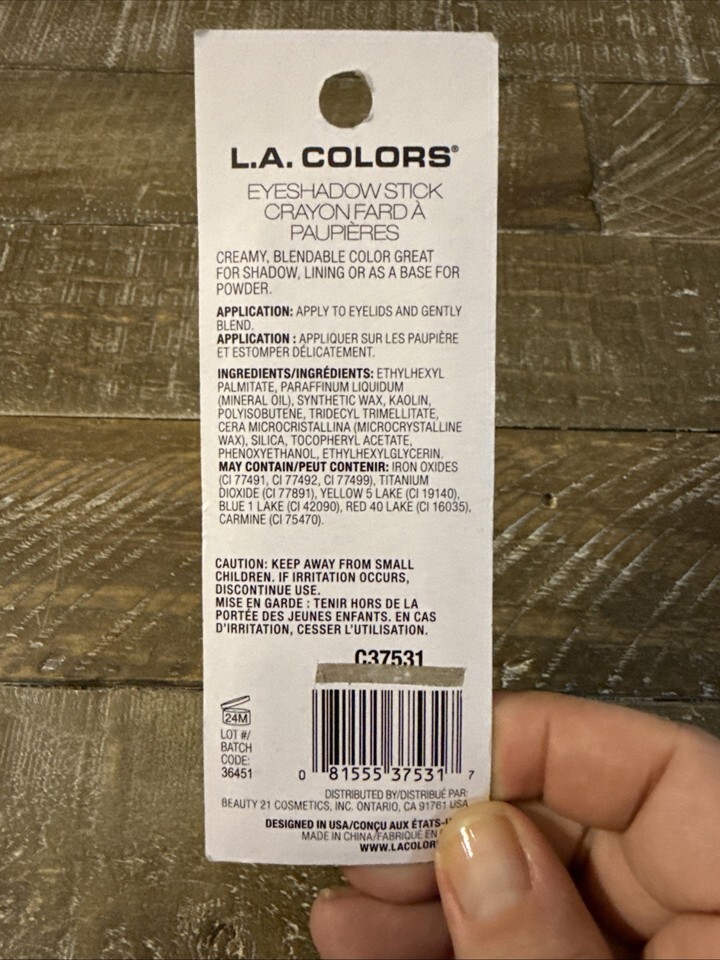 L.A. COLORS®
EYESHADOW STICK
CRAYON FARD À
PAUPIÈRES
CREAMY, BLENDABLE COLOR GREAT
FOR SHADOW, LINING OR AS A BASE FOR
POWDER.
APPLICATION: APPLY TO EYELIDS AND GENTLY
BLEND.
APPLICATION : APPLIQUER SUR LES PAUPIÈRE
ET ESTOMPER DÉLICATEMENT.
INGREDIENTS/INGRÉDIENTS: ETHYLHEXYL
PALMITATE, PARAFFINUM LIQUIDUM
(MINERAL OIL), SYNTHETIC WAX, KAOLIN,
POLYISOBUTENE, TRIDECYL TRIMELLITATE,
CERA MICROCRISTALLINA (MICROCRYSTALLINE
WAX), SILICA, TOCOPHERYL ACETATE,
PHENOXYETHANOL, ETHYLHEXYLGLYCERIN.
MAY CONTAIN/PEUT CONTENIR: IRON OXIDES
(CI 77491, CI 77492, CI 77499), TITANIUM
DIOXIDE (CI 77891), YELLOW 5 LAKE (CI 19140),
BLUE 1 LAKE (CI 42090), RED 40 LAKE (CI 16035),
CARMINE (CI 75470).
CAUTION: KEEP AWAY FROM SMALL
CHILDREN. IF IRRITATION OCCURS,
DISCONTINUE USE.
MISE EN GARDE : TENIR HORS DE LA
PORTÉE DES JEUNES ENFANTS. EN CAS
D'IRRITATION, CESSER L'UTILISATION.
C37531
24M
LOT #/
BATCH
CODE:
36451
0 81555 37531 7
DISTRIBUTED BY/DISTRIBUÉ PAR:
BEAUTY 21 COSMETICS, INC. ONTARIO, CA 91761 USA
DESIGNED IN USA/CONÇU AUX ÉTATS-U
MADE IN CHINA/FABRIQUÉ EN
WWW.LACOLOR